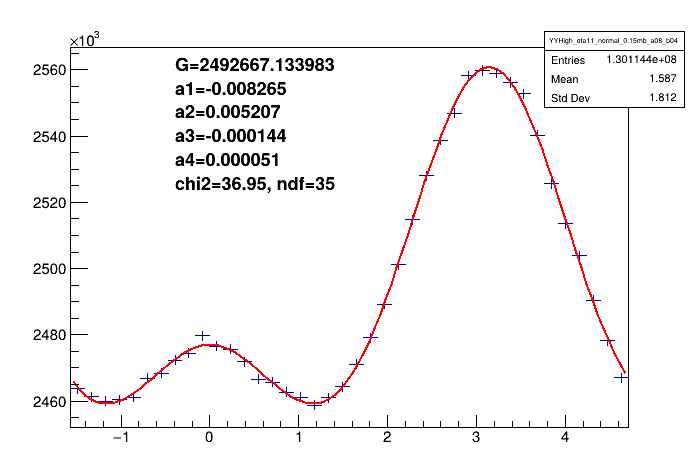 ×10³
YYHigh_eta11_normal_0.15mb_a08_b04
Entries 1.301144e+08
Mean 1.587
Std Dev 1.812
G=2492667.133983
a1=-0.008265
a2=0.005207
a3=-0.000144
a4=0.000051
chi2=36.95, ndf=35
2560
2540
2520
2500
2480
2460
−1 0 1 2 3 4